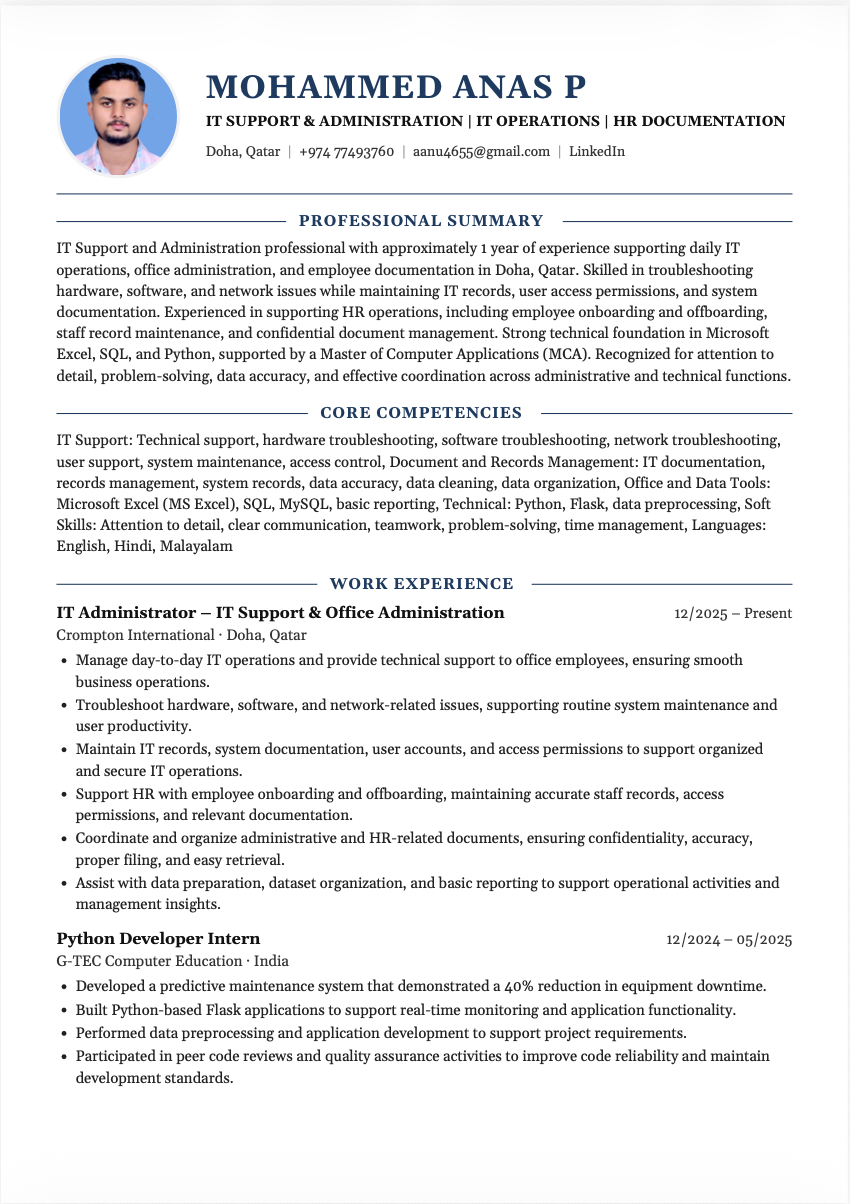 MOHAMMED ANAS P
IT SUPPORT & ADMINISTRATION | IT OPERATIONS | HR DOCUMENTATION
Doha, Qatar | +974 77493760 | aanu4655@gmail.com | LinkedIn
PROFESSIONAL SUMMARY
IT Support and Administration professional with approximately 1 year of experience supporting daily IT
operations, office administration, and employee documentation in Doha, Qatar. Skilled in troubleshooting
hardware, software, and network issues while maintaining IT records, user access permissions, and system
documentation. Experienced in supporting HR operations, including employee onboarding and offboarding,
staff record maintenance, and confidential document management. Strong technical foundation in Microsoft
Excel, SQL, and Python, supported by a Master of Computer Applications (MCA). Recognized for attention to
detail, problem-solving, data accuracy, and effective coordination across administrative and technical functions.
CORE COMPETENCIES
IT Support: Technical support, hardware troubleshooting, software troubleshooting, network troubleshooting,
user support, system maintenance, access control, Document and Records Management: IT documentation,
records management, system records, data accuracy, data cleaning, data organization, Office and Data Tools:
Microsoft Excel (MS Excel), SQL, MySQL, basic reporting, Technical: Python, Flask, data preprocessing, Soft
Skills: Attention to detail, clear communication, teamwork, problem-solving, time management, Languages:
English, Hindi, Malayalam
WORK EXPERIENCE
IT Administrator – IT Support & Office Administration 12/2025 – Present
Crompton International · Doha, Qatar
• Manage day-to-day IT operations and provide technical support to office employees, ensuring smooth
business operations.
• Troubleshoot hardware, software, and network-related issues, supporting routine system maintenance and
user productivity.
• Maintain IT records, system documentation, user accounts, and access permissions to support organized
and secure IT operations.
• Support HR with employee onboarding and offboarding, maintaining accurate staff records, access
permissions, and relevant documentation.
• Coordinate and organize administrative and HR-related documents, ensuring confidentiality, accuracy,
proper filing, and easy retrieval.
• Assist with data preparation, dataset organization, and basic reporting to support operational activities and
management insights.
Python Developer Intern 12/2024 – 05/2025
G-TEC Computer Education · India
• Developed a predictive maintenance system that demonstrated a 40% reduction in equipment downtime.
• Built Python-based Flask applications to support real-time monitoring and application functionality.
• Performed data preprocessing and application development to support project requirements.
• Participated in peer code reviews and quality assurance activities to improve code reliability and maintain
development standards.